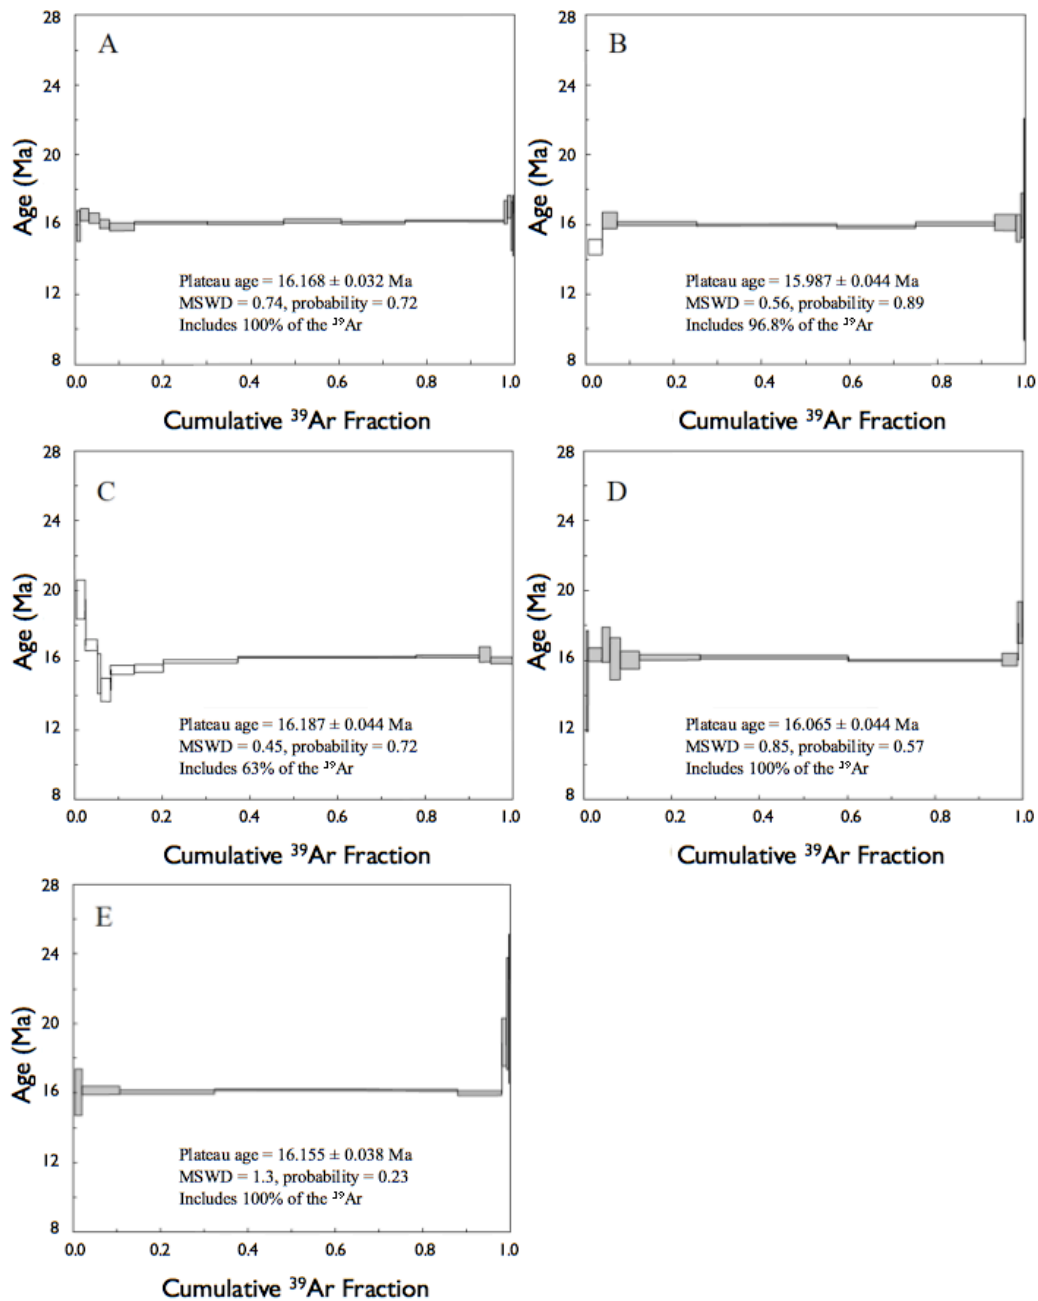 A
28
24
20
16
12
8
Age (Ma)
Plateau age = 16.168 ± 0.032 Ma
MSWD = 0.74, probability = 0.72
Includes 100% of the ³⁹Ar
0.0 0.2 0.4 0.6 0.8 1.0
Cumulative ³⁹Ar Fraction
B
28
24
20
16
12
8
Age (Ma)
Plateau age = 15.987 ± 0.044 Ma
MSWD = 0.56, probability = 0.89
Includes 96.8% of the ³⁹Ar
0.0 0.2 0.4 0.6 0.8 1.0
Cumulative ³⁹Ar Fraction
C
28
24
20
16
12
8
Age (Ma)
Plateau age = 16.187 ± 0.044 Ma
MSWD = 0.45, probability = 0.72
Includes 63% of the ³⁹Ar
0.0 0.2 0.4 0.6 0.8 1.0
Cumulative ³⁹Ar Fraction
D
28
24
20
16
12
8
Age (Ma)
Plateau age = 16.065 ± 0.044 Ma
MSWD = 0.85, probability = 0.57
Includes 100% of the ³⁹Ar
0.0 0.2 0.4 0.6 0.8 1.0
Cumulative ³⁹Ar Fraction
E
28
24
20
16
12
8
Age (Ma)
Plateau age = 16.155 ± 0.038 Ma
MSWD = 1.3, probability = 0.23
Includes 100% of the ³⁹Ar
0.0 0.2 0.4 0.6 0.8 1.0
Cumulative ³⁹Ar Fraction